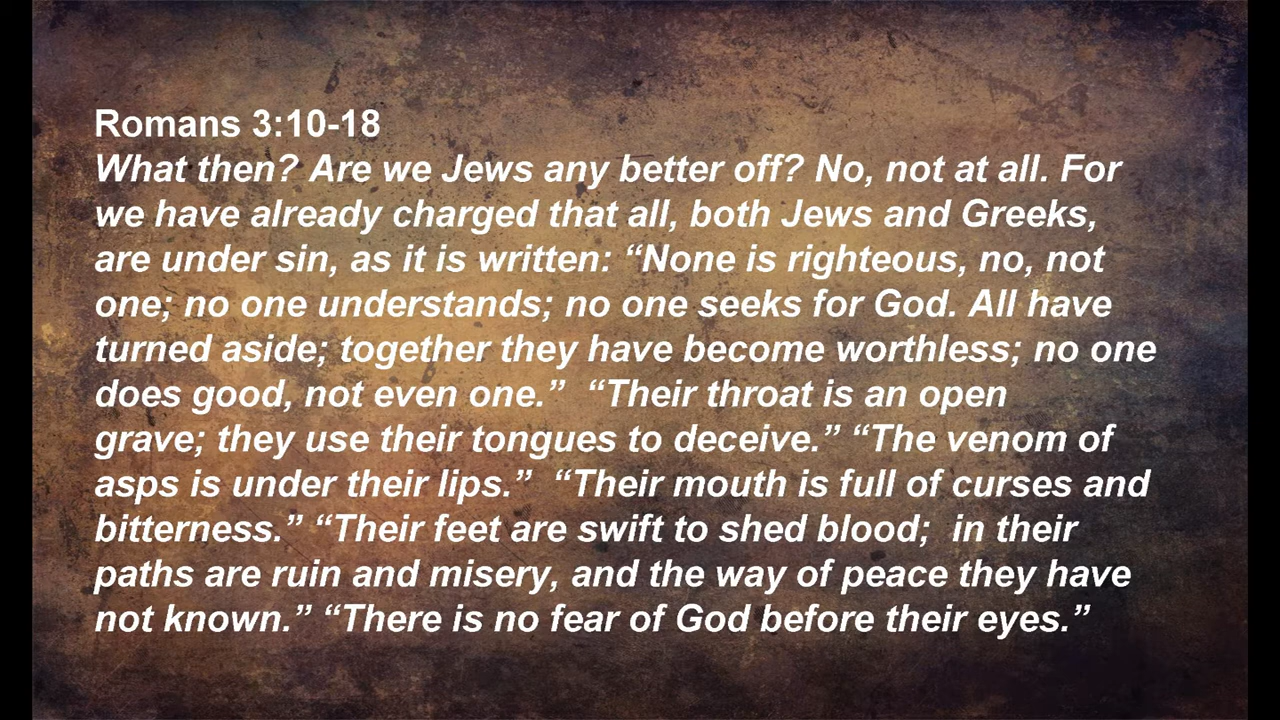 Romans 3:10-18
What then? Are we Jews any better off? No, not at all. For
we have already charged that all, both Jews and Greeks,
are under sin, as it is written: “None is righteous, no, not
one; no one understands; no one seeks for God. All have
turned aside; together they have become worthless; no one
does good, not even one.”  “Their throat is an open
grave; they use their tongues to deceive.” “The venom of
asps is under their lips.”  “Their mouth is full of curses and
bitterness.” “Their feet are swift to shed blood;  in their
paths are ruin and misery, and the way of peace they have
not known.” “There is no fear of God before their eyes.”